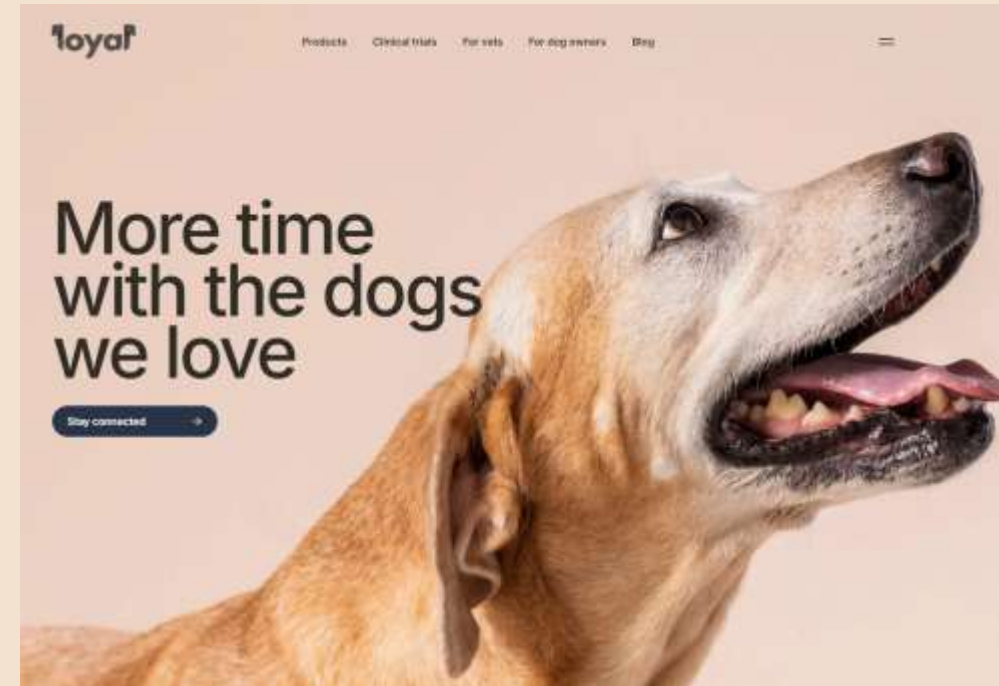 loyal
Products Clinical trials For vets For dog owners Blog
More time
with the dogs
we love
Stay connected →